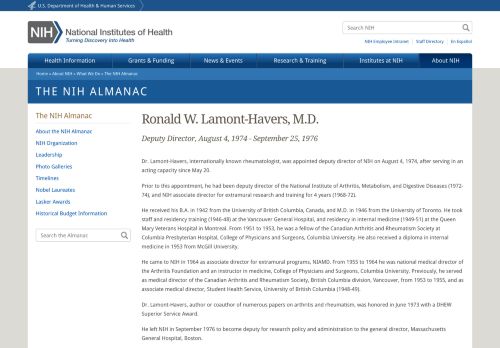 U.S. Department of Health & Human Services
Search NIH
NIH
National Institutes of Health
Turning Discovery Into Health
NIH Employee Intranet | Staff Directory | En Español
Health Information
Grants & Funding
News & Events
Research & Training
Institutes at NIH
About NIH
Home » About NIH » What We Do » The NIH Almanac
THE NIH ALMANAC
The NIH Almanac
About the NIH Almanac
NIH Organization
Leadership
Photo Galleries
Timelines
Nobel Laureates
Lasker Awards
Historical Budget Information
Search the Almanac
Ronald W. Lamont-Havers, M.D.
Deputy Director, August 4, 1974 - September 25, 1976
Dr. Lamont-Havers, internationally known rheumatologist, was appointed deputy director of NIH on August 4, 1974, after serving in an
acting capacity since May 20.
Prior to this appointment, he had been deputy director of the National Institute of Arthritis, Metabolism, and Digestive Diseases (1972-
74), and NIH associate director for extramural research and training for 4 years (1968-72).
He received his B.A. in 1942 from the University of British Columbia, Canada, and M.D. in 1946 from the University of Toronto. He took
staff and residency training (1946-48) at the Vancouver General Hospital, and residency in internal medicine (1949-51) at the Queen
Mary Veterans Hospital in Montreal. From 1951 to 1953, he was a fellow of the Canadian Arthritis and Rheumatism Society at
Columbia Presbyterian Hospital, College of Physicians and Surgeons, Columbia University. He also received a diploma in internal
medicine in 1953 from McGill University.
He came to NIH in 1964 as associate director for extramural programs, NIAMD. From 1955 to 1964 he was national medical director of
the Arthritis Foundation and an instructor in medicine, College of Physicians and Surgeons, Columbia University. Previously, he served
as medical director of the Canadian Arthritis and Rheumatism Society, British Columbia division, Vancouver, from 1953 to 1955, and as
associate medical director, Student Health Service, University of British Columbia (1948-49).
Dr. Lamont-Havers, author or coauthor of numerous papers on arthritis and rheumatism, was honored in June 1973 with a DHEW
Superior Service Award.
He left NIH in September 1976 to become deputy for research policy and administration to the general director, Massachusetts
General Hospital, Boston.